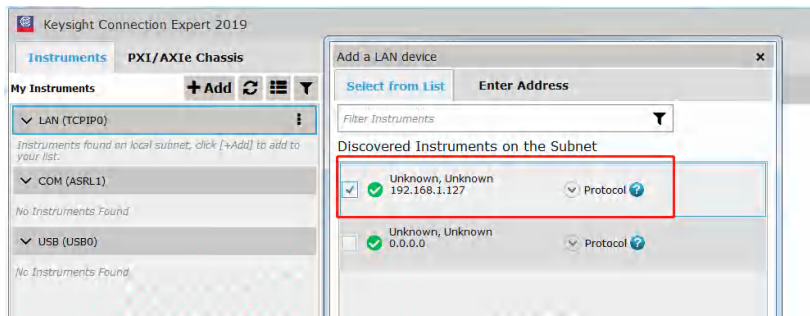 Keysight Connection Expert 2019
Instruments PXI/AXIe Chassis
My Instruments +Add
LAN (TCPIP0)
Instruments found on local subnet, click [+Add] to add to
your list.
COM (ASRL1)
No Instruments Found
USB (USB0)
No Instruments Found
Add a LAN device x
Select from List Enter Address
Filter Instruments
Discovered Instruments on the Subnet
Unknown, Unknown
192.168.1.127 Protocol ?
Unknown, Unknown
0.0.0.0 Protocol ?